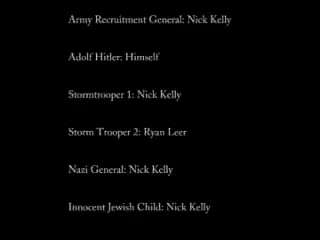 Army Recruitment General: Nick Kelly
Adolf Hitler: Himself
Stormtrooper 1: Nick Kelly
Storm Trooper 2: Ryan Leer
Nazi General: Nick Kelly
Innocent Jewish Child: Nick Kelly